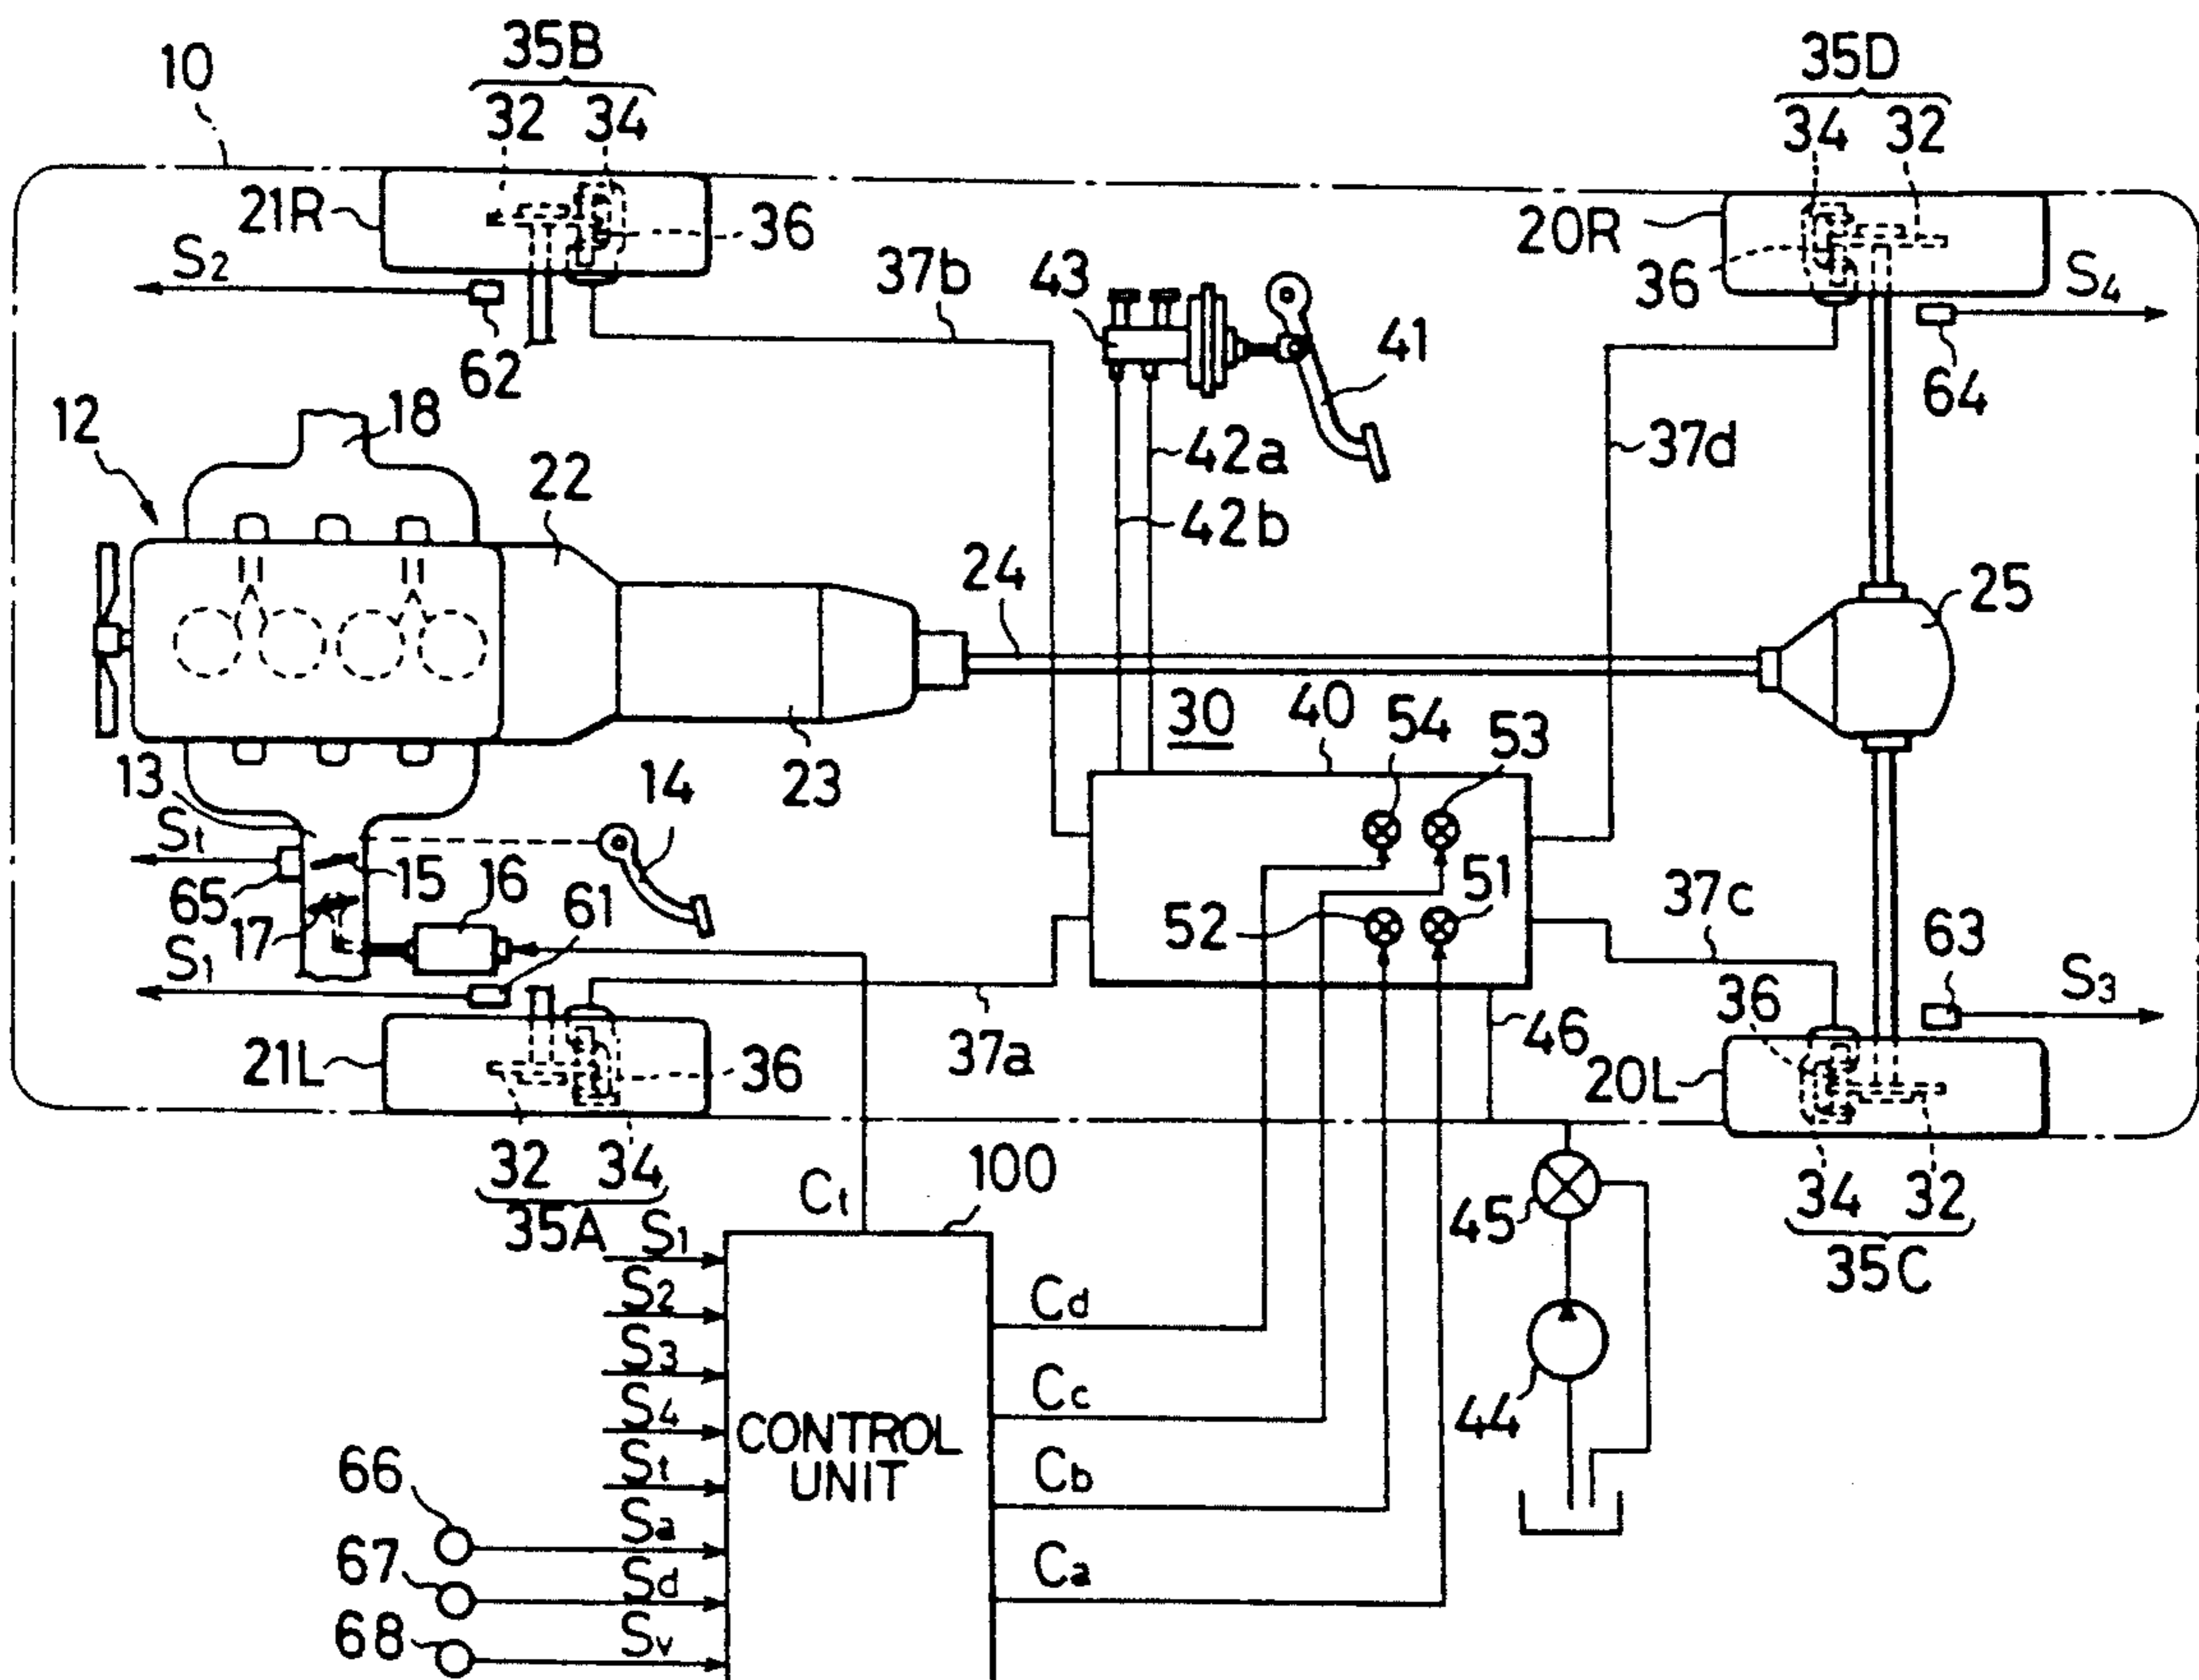 35B
35D
10
32 34
34 32
21R
36
20R
36
S2
37b
43
S4
62
41
64
12
18
42a
37d
22
42b
24
25
30
40
54
53
13
23
14
St
15
16
51
65
61
52
37c
17
63
S1
36
S3
46
21L
36
37a
20L
32 34
100
34 32
35A
Ct
45
35C
S1
S2
Cd
S3
Cc
44
S4
CONTROL
UNIT
St
Cb
66
Sa
67
Sd
Ca
68
Sv